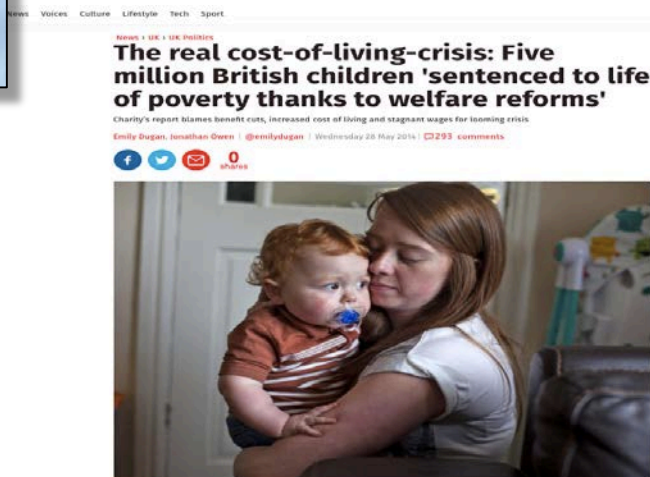 News Voices Culture Lifestyle Tech Sport
News › UK › UK Politics
The real cost-of-living-crisis: Five
million British children 'sentenced to life
of poverty thanks to welfare reforms'
Charity's report blames benefit cuts, increased cost of living and stagnant wages for looming crisis
Emily Dugan, Jonathan Owen | @emilydugan | Wednesday 28 May 2014 | 293 comments
0
shares